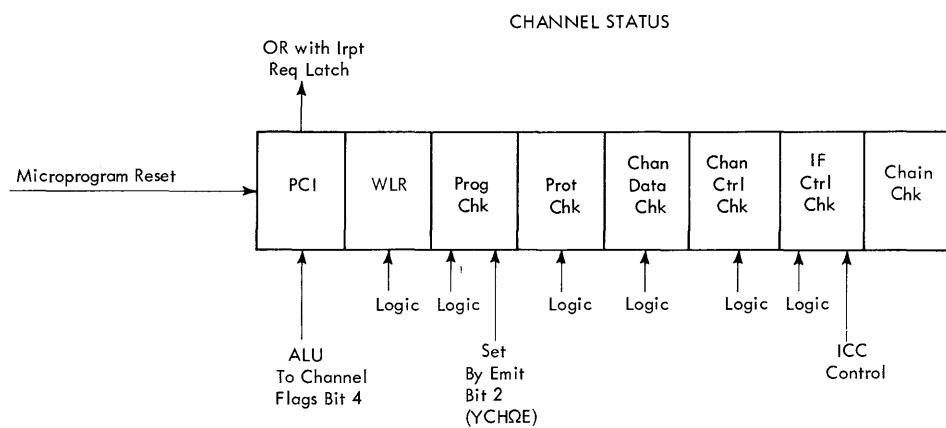 CHANNEL STATUS
OR with Irpt
Req Latch
Microprogram Reset
PCI
WLR
Prog
Chk
Prot
Chk
Chan
Data
Chk
Chan
Ctrl
Chk
IF
Ctrl
Chk
Chain
Chk
Logic
Logic
Logic
Logic
Logic
Logic
ALU
To Channel
Flags Bit 4
Set
By Emit
Bit 2
(YCHΩE)
ICC
Control